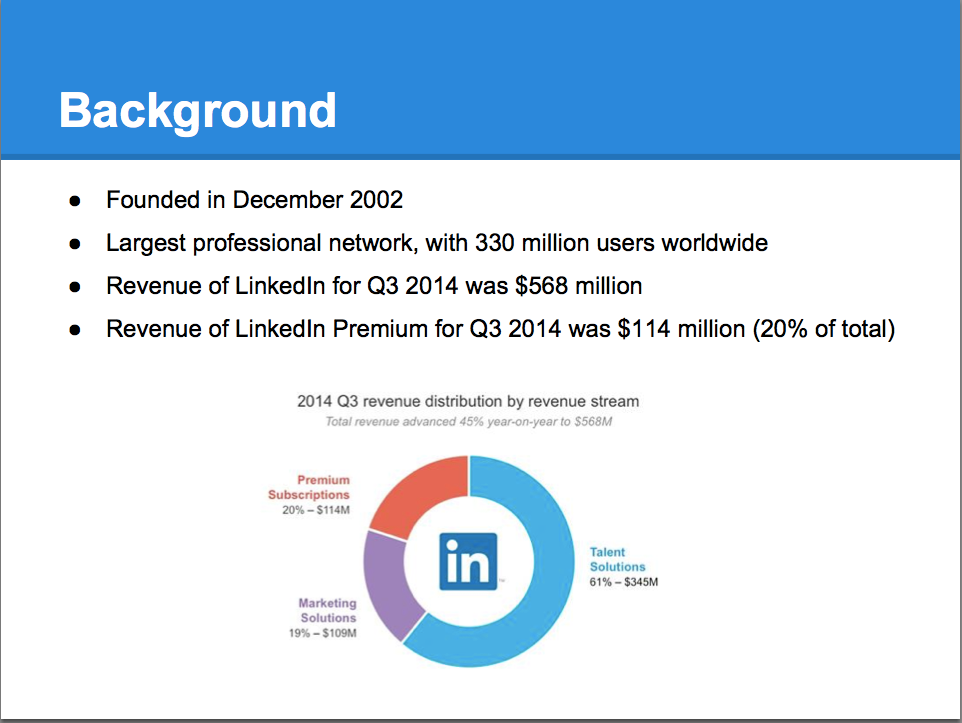 Background
● Founded in December 2002
● Largest professional network, with 330 million users worldwide
● Revenue of LinkedIn for Q3 2014 was $568 million
● Revenue of LinkedIn Premium for Q3 2014 was $114 million (20% of total)
2014 Q3 revenue distribution by revenue stream
Total revenue advanced 45% year-on-year to $568M
Premium
Subscriptions
20% – $114M
in
Talent
Solutions
61% – $345M
Marketing
Solutions
19% – $109M